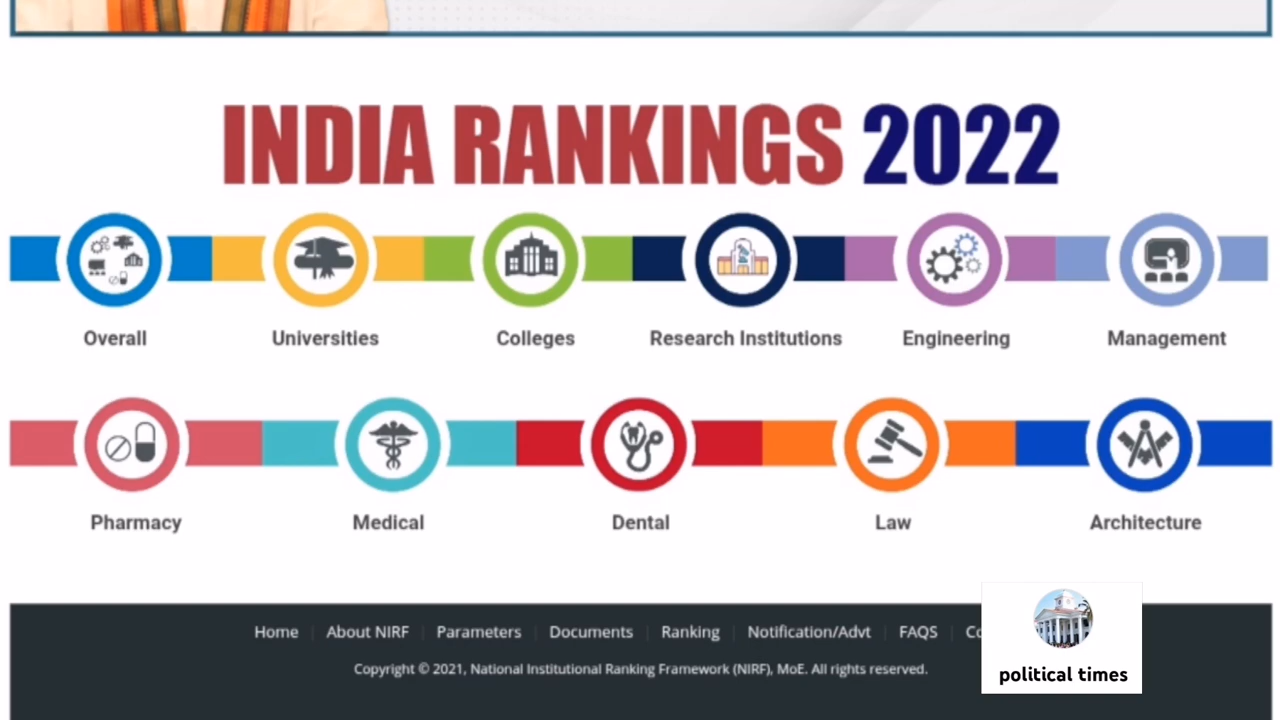 INDIA RANKINGS 2022
Overall
Universities
Colleges
Research Institutions
Engineering
Management
Pharmacy
Medical
Dental
Law
Architecture
Home | About NIRF | Parameters | Documents | Ranking | Notification/Advt | FAQS |
Copyright © 2021, National Institutional Ranking Framework (NIRF), MoE. All rights reserved.
political times